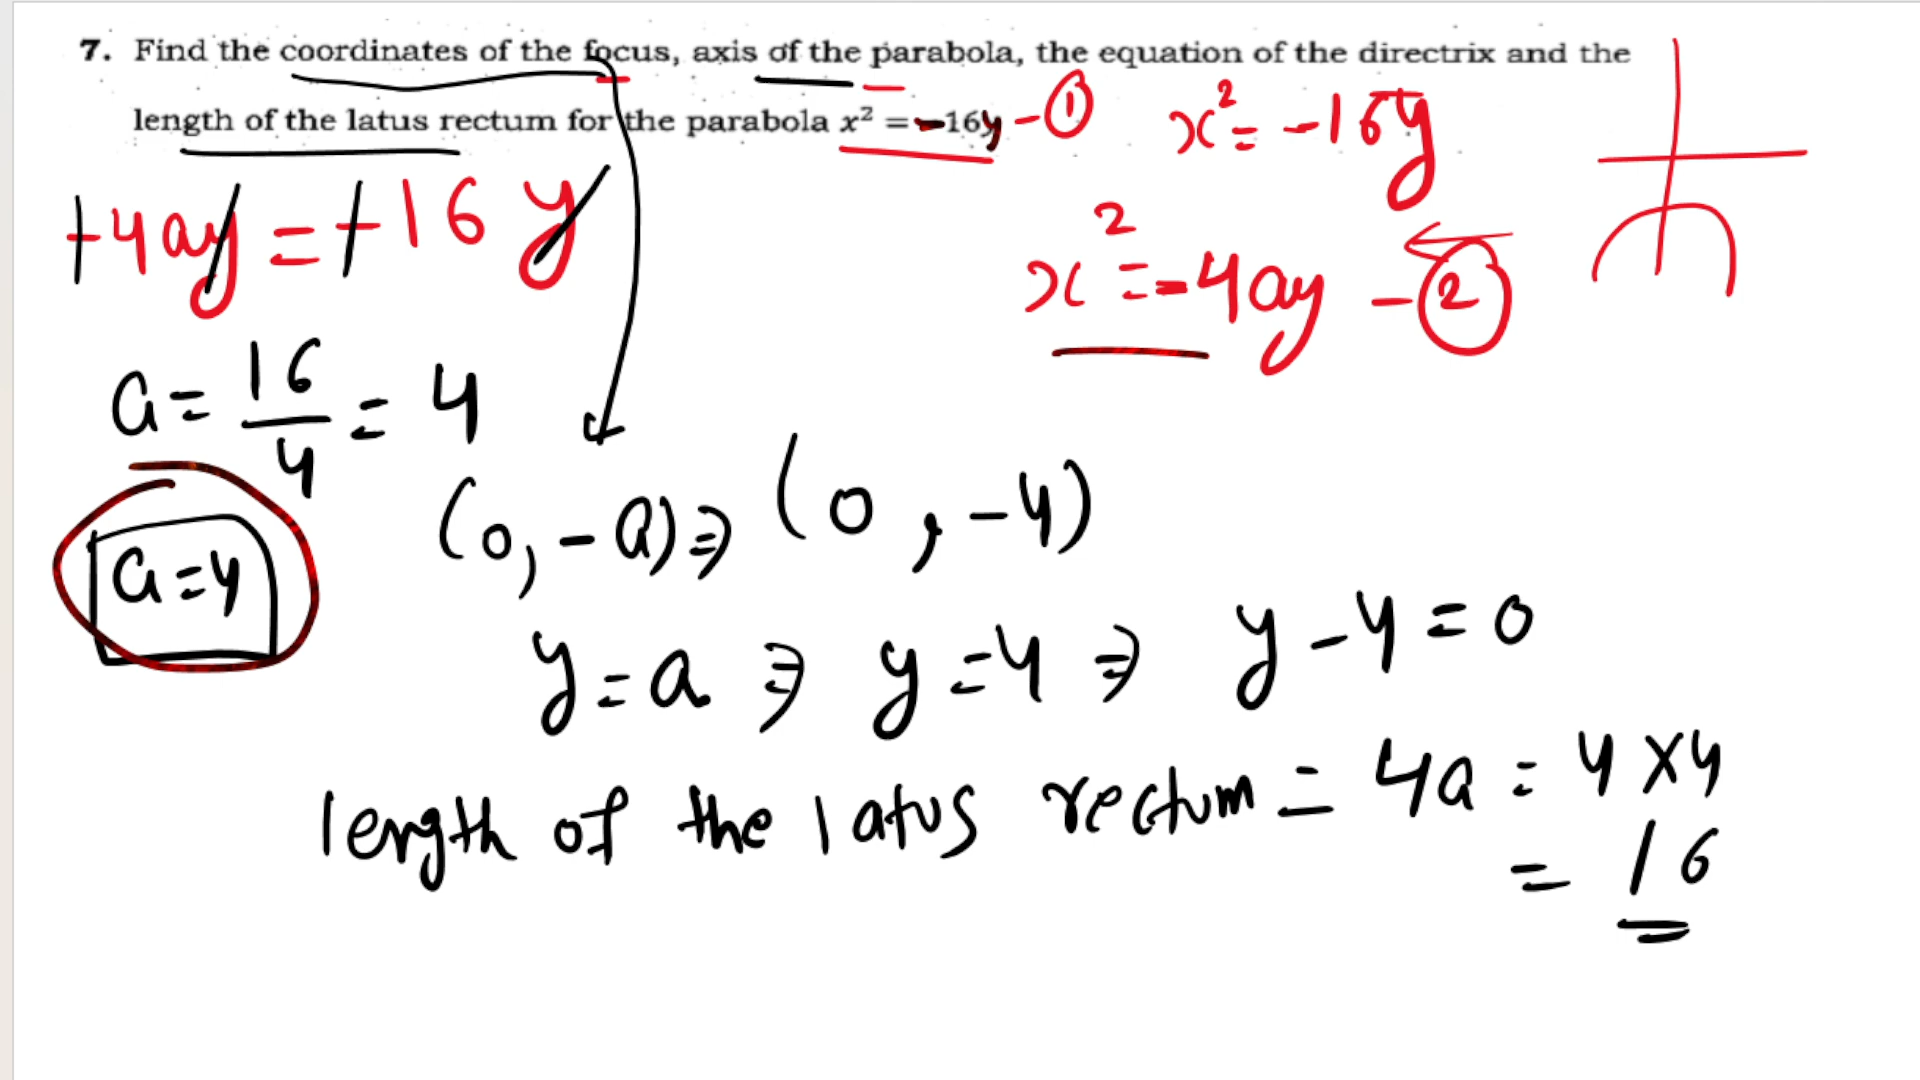 7. Find the coordinates of the focus, axis of the parabola, the equation of the directrix and the
length of the latus rectum for the parabola x² = -16y - ①
x² = -16y
x² = -4ay - ②
+4ay = +16y
a = 16/4 = 4
a = 4
(0, -a) ⇒ (0, -4)
y = a ⇒ y = 4 ⇒ y - 4 = 0
length of the latus rectum = 4a = 4 × 4
= 16